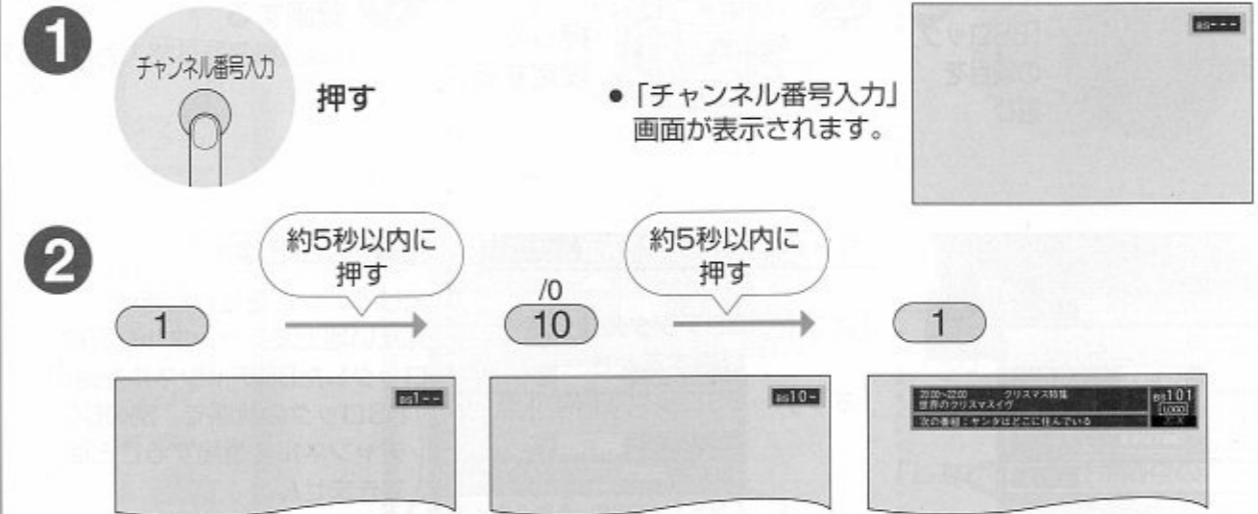 1
チャンネル番号入力
押す
●「チャンネル番号入力」
画面が表示されます。
BS---
2
約5秒以内に
押す
約5秒以内に
押す
1
/0
10
1
BS1--
BS10-
クリスマス特集
世界のクリスマスイヴ
次の番組:サンタはどこに住んでいる
BS101
LOGO